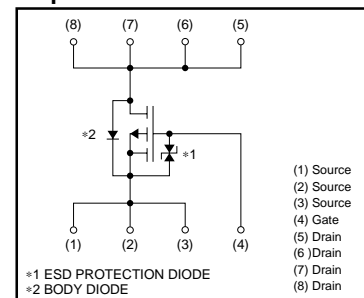 (8) (7) (6) (5)
∗2
∗1
(1) (2) (3) (4)
(1) Source
(2) Source
(3) Source
(4) Gate
(5) Drain
(6 )Drain
(7) Drain
(8) Drain
∗1 ESD PROTECTION DIODE
∗2 BODY DIODE